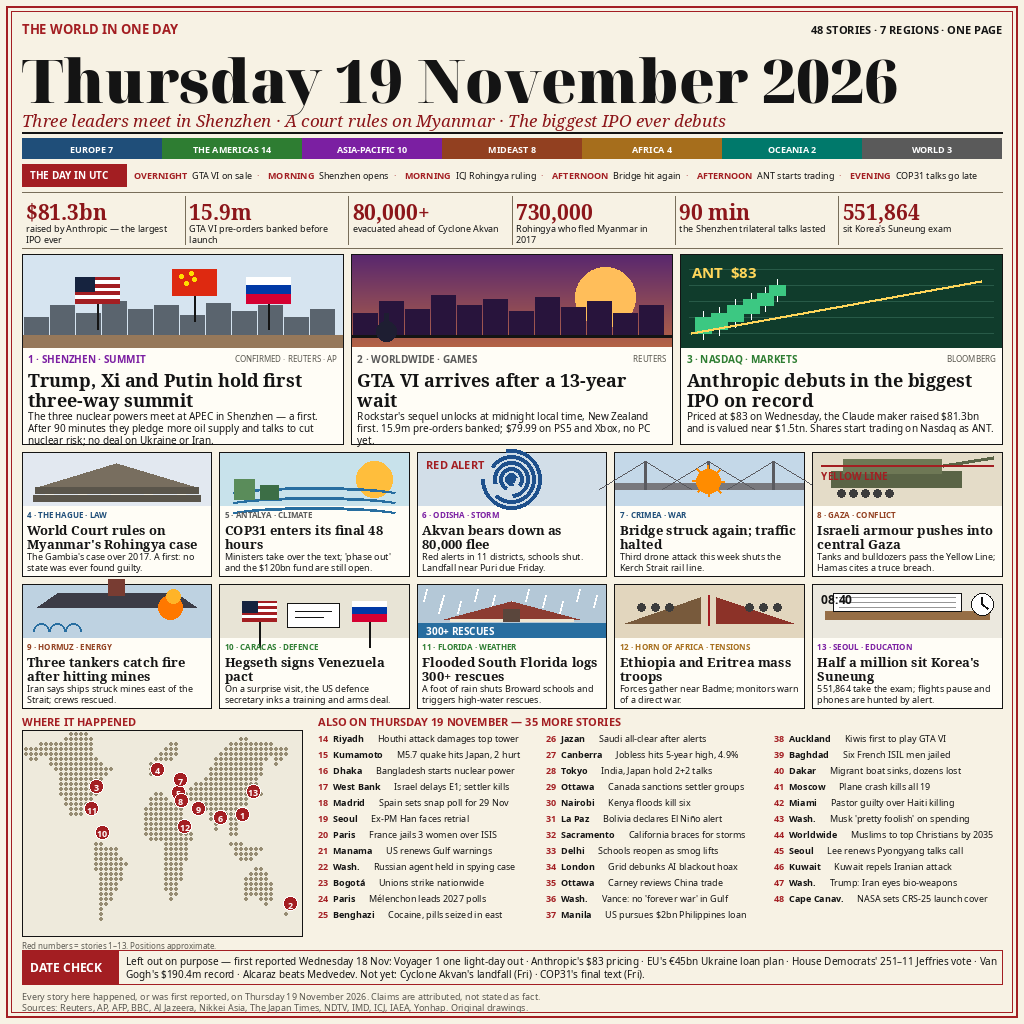 THE WORLD IN ONE DAY
48 STORIES · 7 REGIONS · ONE PAGE
Thursday 19 November 2026
Three leaders meet in Shenzhen · A court rules on Myanmar · The biggest IPO ever debuts
EUROPE 7 THE AMERICAS 14 ASIA-PACIFIC 10 MIDEAST 8 AFRICA 4 OCEANIA 2 WORLD 3
THE DAY IN UTC OVERNIGHT GTA VI on sale · MORNING Shenzhen opens · MORNING ICJ Rohingya ruling · AFTERNOON Bridge hit again · AFTERNOON ANT starts trading · EVENING COP31 talks go late
$81.3bn
raised by Anthropic — the largest
IPO ever
15.9m
GTA VI pre-orders banked before
launch
80,000+
evacuated ahead of Cyclone Akvan
730,000
Rohingya who fled Myanmar in
2017
90 min
the Shenzhen trilateral talks lasted
551,864
sit Korea's Suneung exam
1 · SHENZHEN · SUMMIT
CONFIRMED · REUTERS · AP
Trump, Xi and Putin hold first
three-way summit
The three nuclear powers meet at APEC in Shenzhen — a first.
After 90 minutes they pledge more oil supply and talks to cut
nuclear risk; no deal on Ukraine or Iran.
2 · WORLDWIDE · GAMES
REUTERS
GTA VI arrives after a 13-year
wait
Rockstar's sequel unlocks at midnight local time, New Zealand
first. 15.9m pre-orders banked; $79.99 on PS5 and Xbox, no PC
yet.
ANT $83
3 · NASDAQ · MARKETS
BLOOMBERG
Anthropic debuts in the biggest
IPO on record
Priced at $83 on Wednesday, the Claude maker raised $81.3bn
and is valued near $1.5tn. Shares start trading on Nasdaq as ANT.
4 · THE HAGUE · LAW
World Court rules on
Myanmar's Rohingya case
The Gambia's case over 2017. A first: no
state was ever found guilty.
5 · ANTALYA · CLIMATE
COP31 enters its final 48
hours
Ministers take over the text; 'phase out'
and the $120bn fund are still open.
RED ALERT
6 · ODISHA · STORM
Akvan bears down as
80,000 flee
Red alerts in 11 districts, schools shut.
Landfall near Puri due Friday.
7 · CRIMEA · WAR
Bridge struck again; traffic
halted
Third drone attack this week shuts the
Kerch Strait rail line.
YELLOW LINE
8 · GAZA · CONFLICT
Israeli armour pushes into
central Gaza
Tanks and bulldozers pass the Yellow Line;
Hamas cites a truce breach.
9 · HORMUZ · ENERGY
Three tankers catch fire
after hitting mines
Iran says ships struck mines east of the
Strait; crews rescued.
10 · CARACAS · DEFENCE
Hegseth signs Venezuela
pact
On a surprise visit, the US defence
secretary inks a training and arms deal.
300+ RESCUES
11 · FLORIDA · WEATHER
Flooded South Florida logs
300+ rescues
A foot of rain shuts Broward schools and
triggers high-water rescues.
12 · HORN OF AFRICA · TENSIONS
Ethiopia and Eritrea mass
troops
Forces gather near Badme; monitors warn
of a direct war.
08:40
13 · SEOUL · EDUCATION
Half a million sit Korea's
Suneung
551,864 take the exam; flights pause and
phones are hunted by alert.
WHERE IT HAPPENED
4
7
3
8
13
11
9
6
1
12
10
2
Red numbers = stories 1–13. Positions approximate.
ALSO ON THURSDAY 19 NOVEMBER — 35 MORE STORIES
14 Riyadh Houthi attack damages top tower
15 Kumamoto M5.7 quake hits Japan, 2 hurt
16 Dhaka Bangladesh starts nuclear power
17 West Bank Israel delays E1; settler kills
18 Madrid Spain sets snap poll for 29 Nov
19 Seoul Ex-PM Han faces retrial
20 Paris France jails 3 women over ISIS
21 Manama US renews Gulf warnings
22 Wash. Russian agent held in spying case
23 Bogotá Unions strike nationwide
24 Paris Mélenchon leads 2027 polls
25 Benghazi Cocaine, pills seized in east
26 Jazan Saudi all-clear after alerts
27 Canberra Jobless hits 5-year high, 4.9%
28 Tokyo India, Japan hold 2+2 talks
29 Ottawa Canada sanctions settler groups
30 Nairobi Kenya floods kill six
31 La Paz Bolivia declares El Niño alert
32 Sacramento California braces for storms
33 Delhi Schools reopen as smog lifts
34 London Grid debunks AI blackout hoax
35 Ottawa Carney reviews China trade
36 Wash. Vance: no 'forever war' in Gulf
37 Manila US pursues $2bn Philippines loan
38 Auckland Kiwis first to play GTA VI
39 Baghdad Six French ISIL men jailed
40 Dakar Migrant boat sinks, dozens lost
41 Moscow Plane crash kills all 19
42 Miami Pastor guilty over Haiti killing
43 Wash. Musk 'pretty foolish' on spending
44 Worldwide Muslims to top Christians by 2035
45 Seoul Lee renews Pyongyang talks call
46 Kuwait Kuwait repels Iranian attack
47 Wash. Trump: Iran eyes bio-weapons
48 Cape Canav. NASA sets CRS-25 launch cover
DATE CHECK
Left out on purpose — first reported Wednesday 18 Nov: Voyager 1 one light-day out · Anthropic's $83 pricing · EU's €45bn Ukraine loan plan · House Democrats' 251–11 Jeffries vote · Van
Gogh's $190.4m record · Alcaraz beats Medvedev. Not yet: Cyclone Akvan's landfall (Fri) · COP31's final text (Fri).
Every story here happened, or was first reported, on Thursday 19 November 2026. Claims are attributed, not stated as fact.
Sources: Reuters, AP, AFP, BBC, Al Jazeera, Nikkei Asia, The Japan Times, NDTV, IMD, ICJ, IAEA, Yonhap. Original drawings.